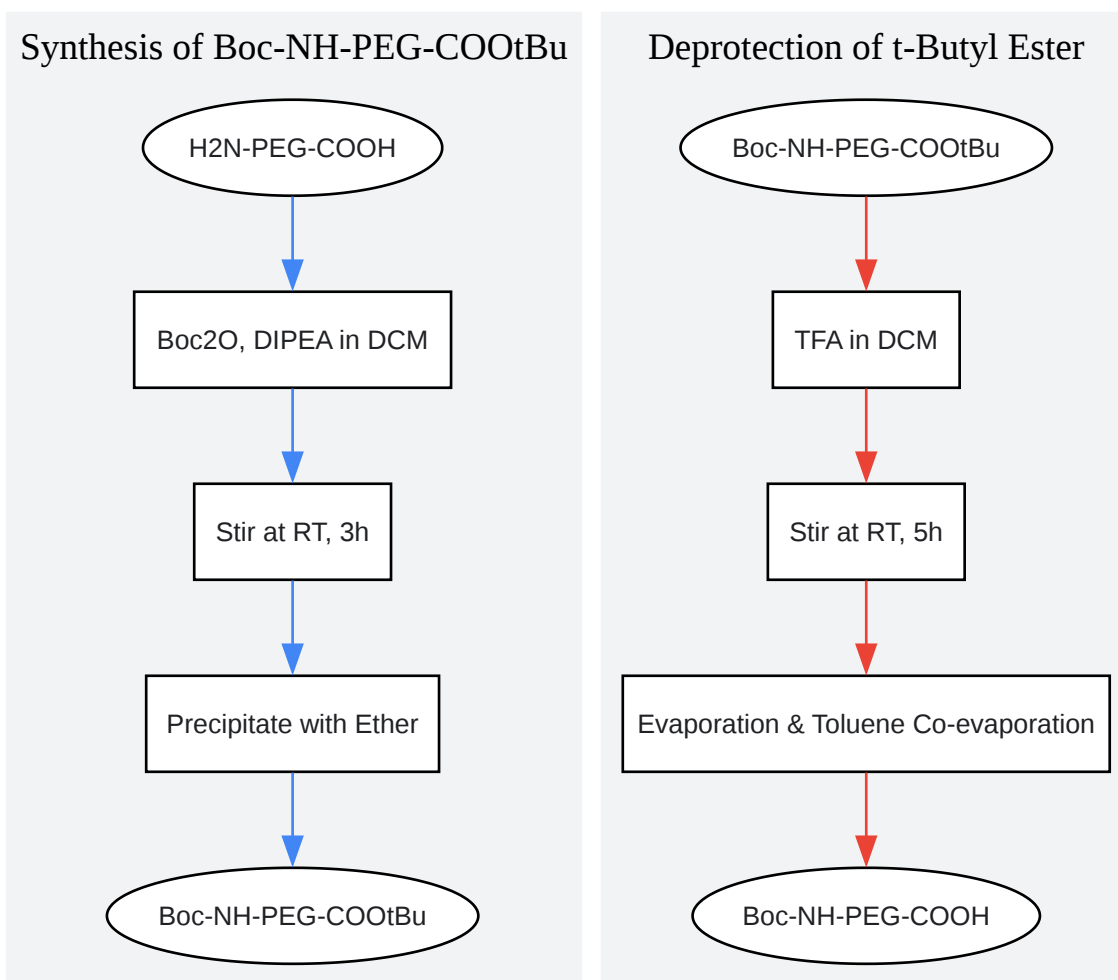 Synthesis of Boc-NH-PEG-COOtBu
H2N-PEG-COOH
Boc2O, DIPEA in DCM
Stir at RT, 3h
Precipitate with Ether
Boc-NH-PEG-COOtBu
Deprotection of t-Butyl Ester
Boc-NH-PEG-COOtBu
TFA in DCM
Stir at RT, 5h
Evaporation & Toluene Co-evaporation
Boc-NH-PEG-COOH